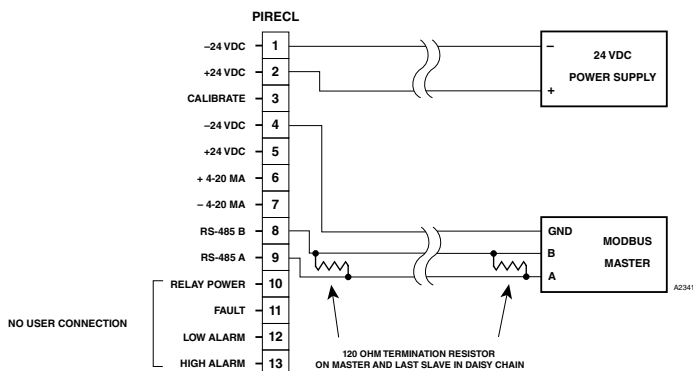 PIRECL
–24 VDC 1
+24 VDC 2
CALIBRATE 3
–24 VDC 4
+24 VDC 5
+ 4-20 MA 6
– 4-20 MA 7
RS-485 B 8
RS-485 A 9
RELAY POWER 10
FAULT 11
LOW ALARM 12
HIGH ALARM 13
NO USER CONNECTION
–
+
24 VDC
POWER SUPPLY
GND
B
A
MODBUS
MASTER
A2341
120 OHM TERMINATION RESISTOR
ON MASTER AND LAST SLAVE IN DAISY CHAIN